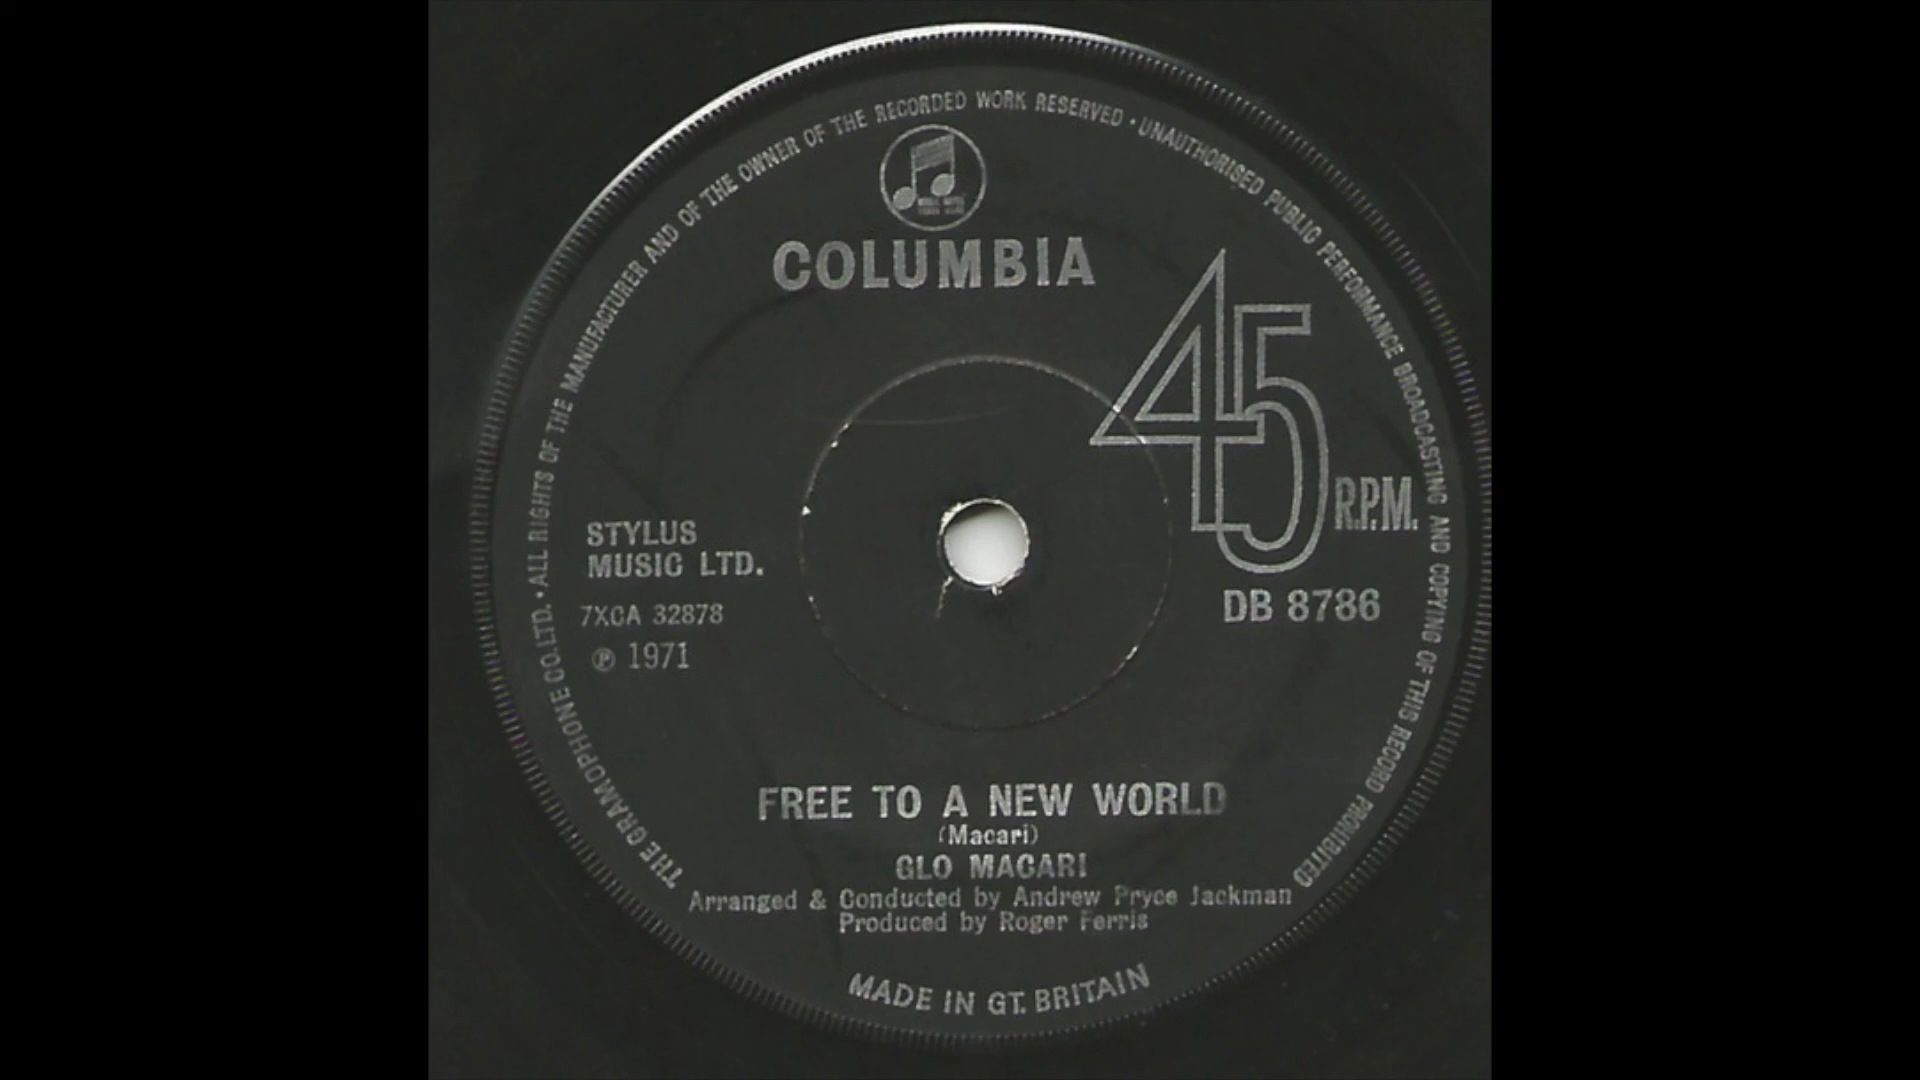 THE GRAMOPHONE CO. LTD. • ALL RIGHTS OF THE MANUFACTURER AND OF THE OWNER OF THE RECORDED WORK RESERVED • UNAUTHORISED PUBLIC PERFORMANCE BROADCASTING AND COPYING OF THIS RECORD PROHIBITED
COLUMBIA
45 R.P.M.
STYLUS
MUSIC LTD.
7XCA 32878
℗ 1971
DB 8786
FREE TO A NEW WORLD
(Macari)
GLO MACARI
Arranged & Conducted by Andrew Pryce Jackman
Produced by Roger Ferris
MADE IN GT. BRITAIN